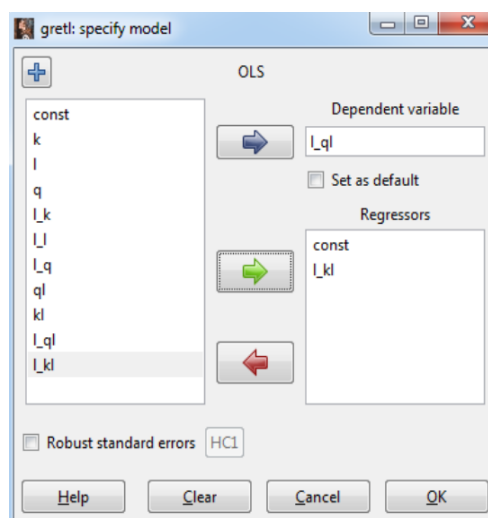 gretl: specify model
OLS
const
k
l
q
l_k
l_l
l_q
ql
kl
l_ql
l_kl
Dependent variable
l_ql
Set as default
Regressors
const
l_kl
Robust standard errors HC1
Help Clear Cancel OK